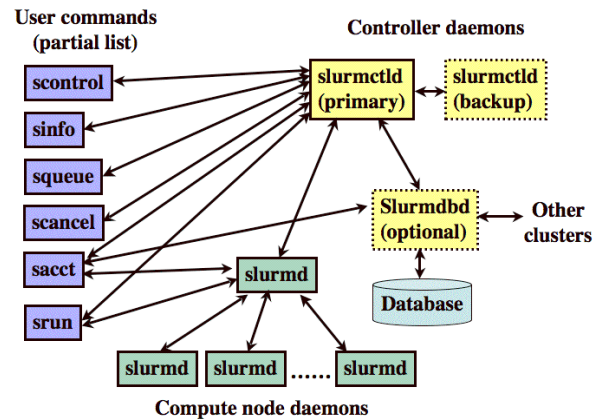 User commands
(partial list)
Controller daemons
scontrol
slurmctld
(primary)
slurmctld
(backup)
sinfo
squeue
scancel
Slurmdbd
(optional)
Other
clusters
sacct
slurmd
Database
srun
slurmd
slurmd
......
slurmd
Compute node daemons